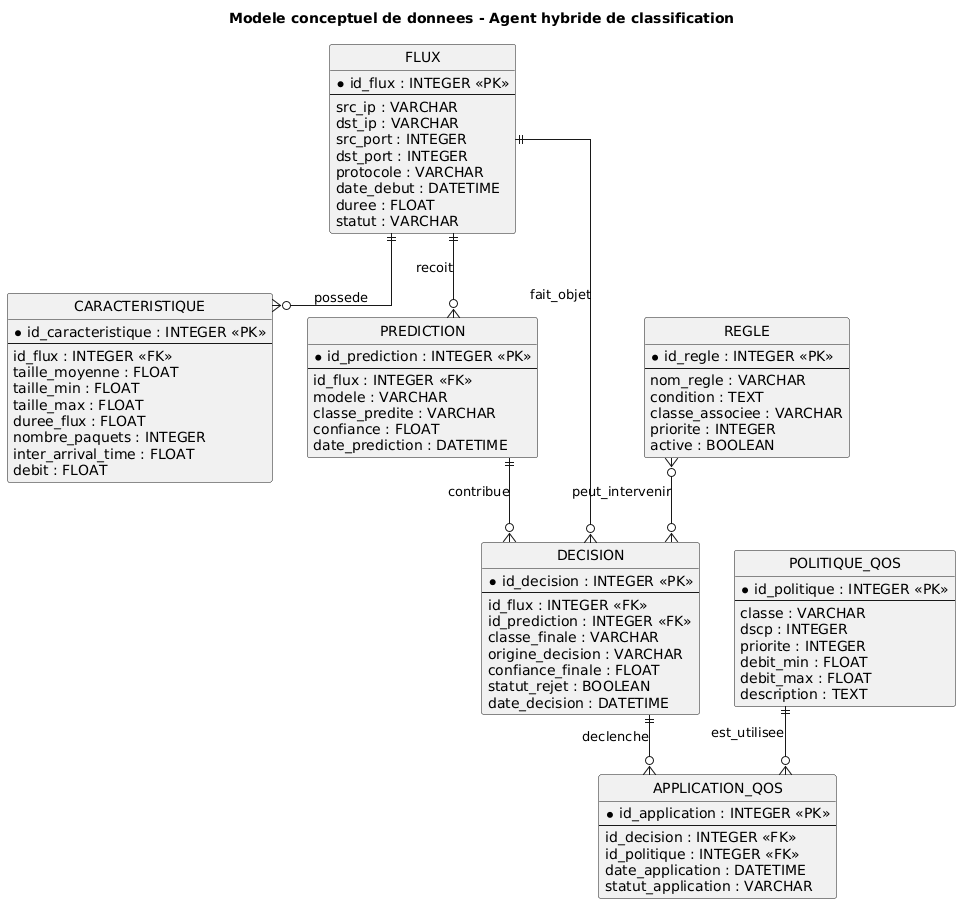 Modele conceptuel de donnees - Agent hybride de classification
FLUX
id_flux : INTEGER «PK»
src_ip : VARCHAR
dst_ip : VARCHAR
src_port : INTEGER
dst_port : INTEGER
protocole : VARCHAR
date_debut : DATETIME
duree : FLOAT
statut : VARCHAR
recoit
possede
fait_objet
CARACTERISTIQUE
id_caracteristique : INTEGER «PK»
id_flux : INTEGER «FK»
taille_moyenne : FLOAT
taille_min : FLOAT
taille_max : FLOAT
duree_flux : FLOAT
nombre_paquets : INTEGER
inter_arrival_time : FLOAT
debit : FLOAT
PREDICTION
id_prediction : INTEGER «PK»
id_flux : INTEGER «FK»
modele : VARCHAR
classe_predite : VARCHAR
confiance : FLOAT
date_prediction : DATETIME
REGLE
id_regle : INTEGER «PK»
nom_regle : VARCHAR
condition : TEXT
classe_associee : VARCHAR
priorite : INTEGER
active : BOOLEAN
contribue
peut_intervenir
DECISION
id_decision : INTEGER «PK»
id_flux : INTEGER «FK»
id_prediction : INTEGER «FK»
classe_finale : VARCHAR
origine_decision : VARCHAR
confiance_finale : FLOAT
statut_rejet : BOOLEAN
date_decision : DATETIME
POLITIQUE_QOS
id_politique : INTEGER «PK»
classe : VARCHAR
dscp : INTEGER
priorite : INTEGER
debit_min : FLOAT
debit_max : FLOAT
description : TEXT
declenche
est_utilisee
APPLICATION_QOS
id_application : INTEGER «PK»
id_decision : INTEGER «FK»
id_politique : INTEGER «FK»
date_application : DATETIME
statut_application : VARCHAR